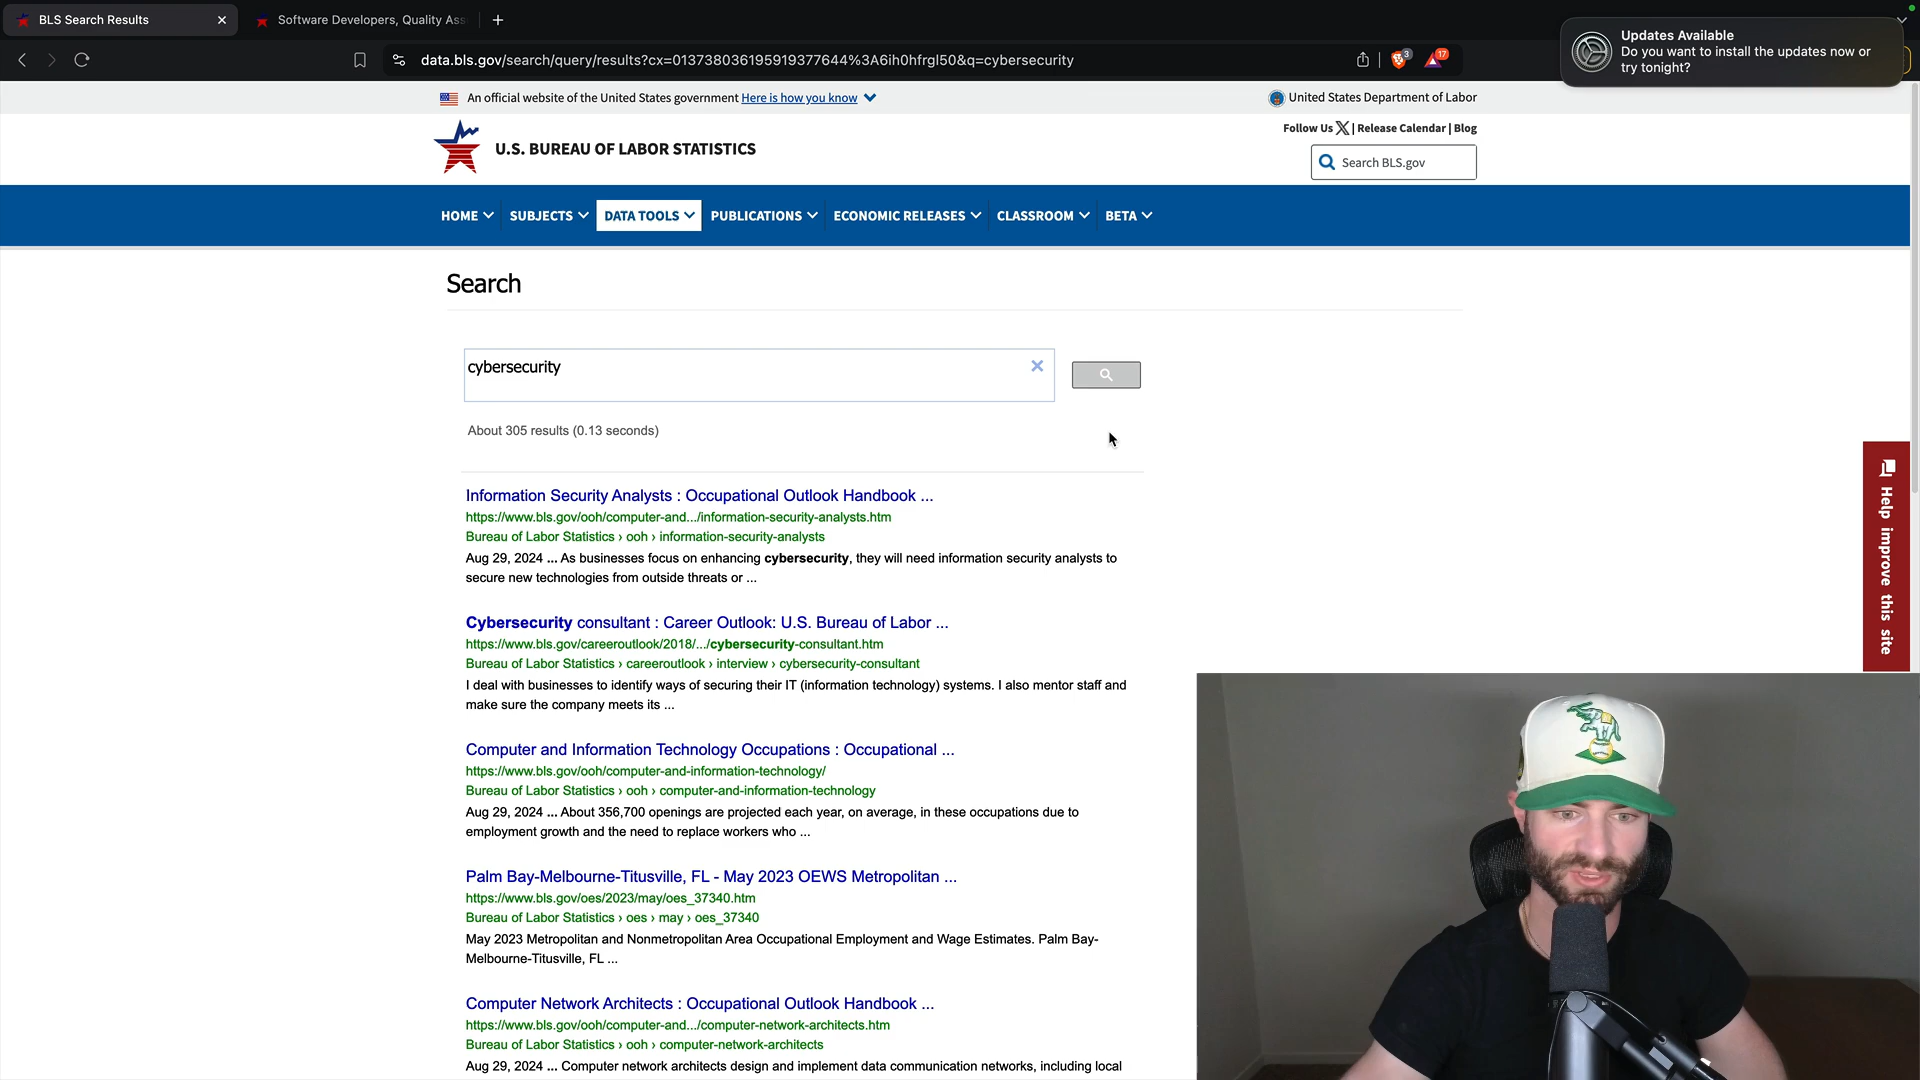 BLS Search Results
Software Developers, Quality Ass
data.bls.gov/search/query/results?cx=013738036195919377644%3A6ih0hfrgl50&q=cybersecurity
3
17
Updates Available
Do you want to install the updates now or
try tonight?
An official website of the United States government Here is how you know
United States Department of Labor
Follow Us X | Release Calendar | Blog
U.S. BUREAU OF LABOR STATISTICS
Search BLS.gov
HOME SUBJECTS DATA TOOLS PUBLICATIONS ECONOMIC RELEASES CLASSROOM BETA
Search
cybersecurity
About 305 results (0.13 seconds)
Information Security Analysts : Occupational Outlook Handbook ...
https://www.bls.gov/ooh/computer-and.../information-security-analysts.htm
Bureau of Labor Statistics › ooh › information-security-analysts
Aug 29, 2024 ... As businesses focus on enhancing cybersecurity, they will need information security analysts to
secure new technologies from outside threats or ...
Cybersecurity consultant : Career Outlook: U.S. Bureau of Labor ...
https://www.bls.gov/careeroutlook/2018/.../cybersecurity-consultant.htm
Bureau of Labor Statistics › careeroutlook › interview › cybersecurity-consultant
I deal with businesses to identify ways of securing their IT (information technology) systems. I also mentor staff and
make sure the company meets its ...
Computer and Information Technology Occupations : Occupational ...
https://www.bls.gov/ooh/computer-and-information-technology/
Bureau of Labor Statistics › ooh › computer-and-information-technology
Aug 29, 2024 ... About 356,700 openings are projected each year, on average, in these occupations due to
employment growth and the need to replace workers who ...
Palm Bay-Melbourne-Titusville, FL - May 2023 OEWS Metropolitan ...
https://www.bls.gov/oes/2023/may/oes_37340.htm
Bureau of Labor Statistics › oes › may › oes_37340
May 2023 Metropolitan and Nonmetropolitan Area Occupational Employment and Wage Estimates. Palm Bay-
Melbourne-Titusville, FL ...
Computer Network Architects : Occupational Outlook Handbook ...
https://www.bls.gov/ooh/computer-and.../computer-network-architects.htm
Bureau of Labor Statistics › ooh › computer-network-architects
Aug 29, 2024 ... Computer network architects design and implement data communication networks, including local
Help improve this site